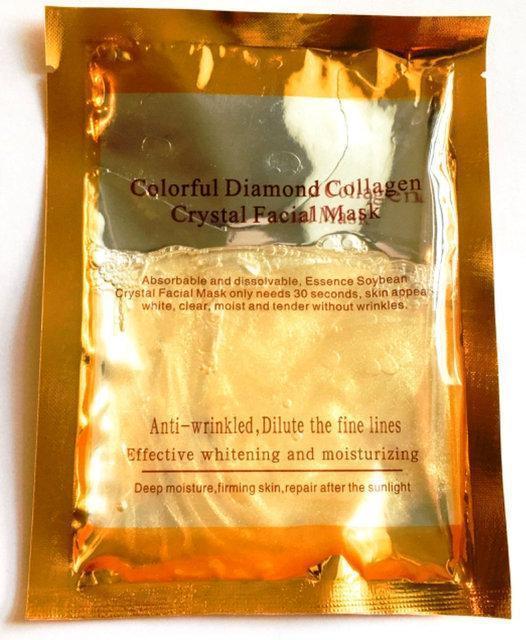 Colorful Diamond Collagen
Crystal Facial Mask
Absorbable and dissolvable, Essence Soybean
Crystal Facial Mask only needs 30 seconds, skin appea
white, clear, moist and tender without wrinkles.
Anti-wrinkled,Dilute the fine lines
Effective whitening and moisturizing
Deep moisture,firming skin,repair after the sunlight